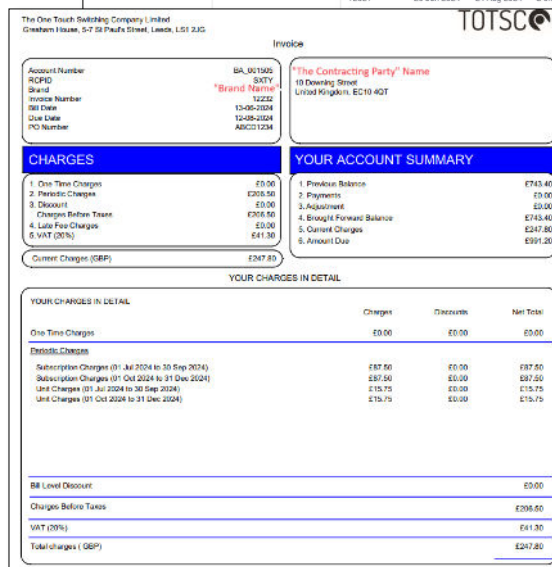 The One Touch Switching Company Limited
Gresham House, 5-7 St Paul's Street, Leeds, LS1 2JG
TOTSCO
Invoice
Account Number BA_001505
RCPID SXTY
Brand "Brand Name"
Invoice Number 12232
Bill Date 13-06-2024
Due Date 12-08-2024
PO Number ABCD1234
"The Contracting Party" Name
10 Downing Street
United Kingdom, EC10 4QT
CHARGES
1. One Time Charges £0.00
2. Periodic Charges £206.50
3. Discount £0.00
Charges Before Taxes £206.50
4. Late Fee Charges £0.00
5. VAT (20%) £41.30
Current Charges (GBP) £247.80
YOUR ACCOUNT SUMMARY
1. Previous Balance £743.40
2. Payments £0.00
3. Adjustment £0.00
4. Brought Forward Balance £743.40
5. Current Charges £247.80
6. Amount Due £991.20
YOUR CHARGES IN DETAIL
YOUR CHARGES IN DETAIL
Charges Discounts Net Total
One Time Charges £0.00 £0.00 £0.00
Periodic Charges
Subscription Charges (01 Jul 2024 to 30 Sep 2024) £87.50 £0.00 £87.50
Subscription Charges (01 Oct 2024 to 31 Dec 2024) £87.50 £0.00 £87.50
Unit Charges (01 Jul 2024 to 30 Sep 2024) £15.75 £0.00 £15.75
Unit Charges (01 Oct 2024 to 31 Dec 2024) £15.75 £0.00 £15.75
Bill Level Discount £0.00
Charges Before Taxes £206.50
VAT (20%) £41.30
Total charges ( GBP) £247.80